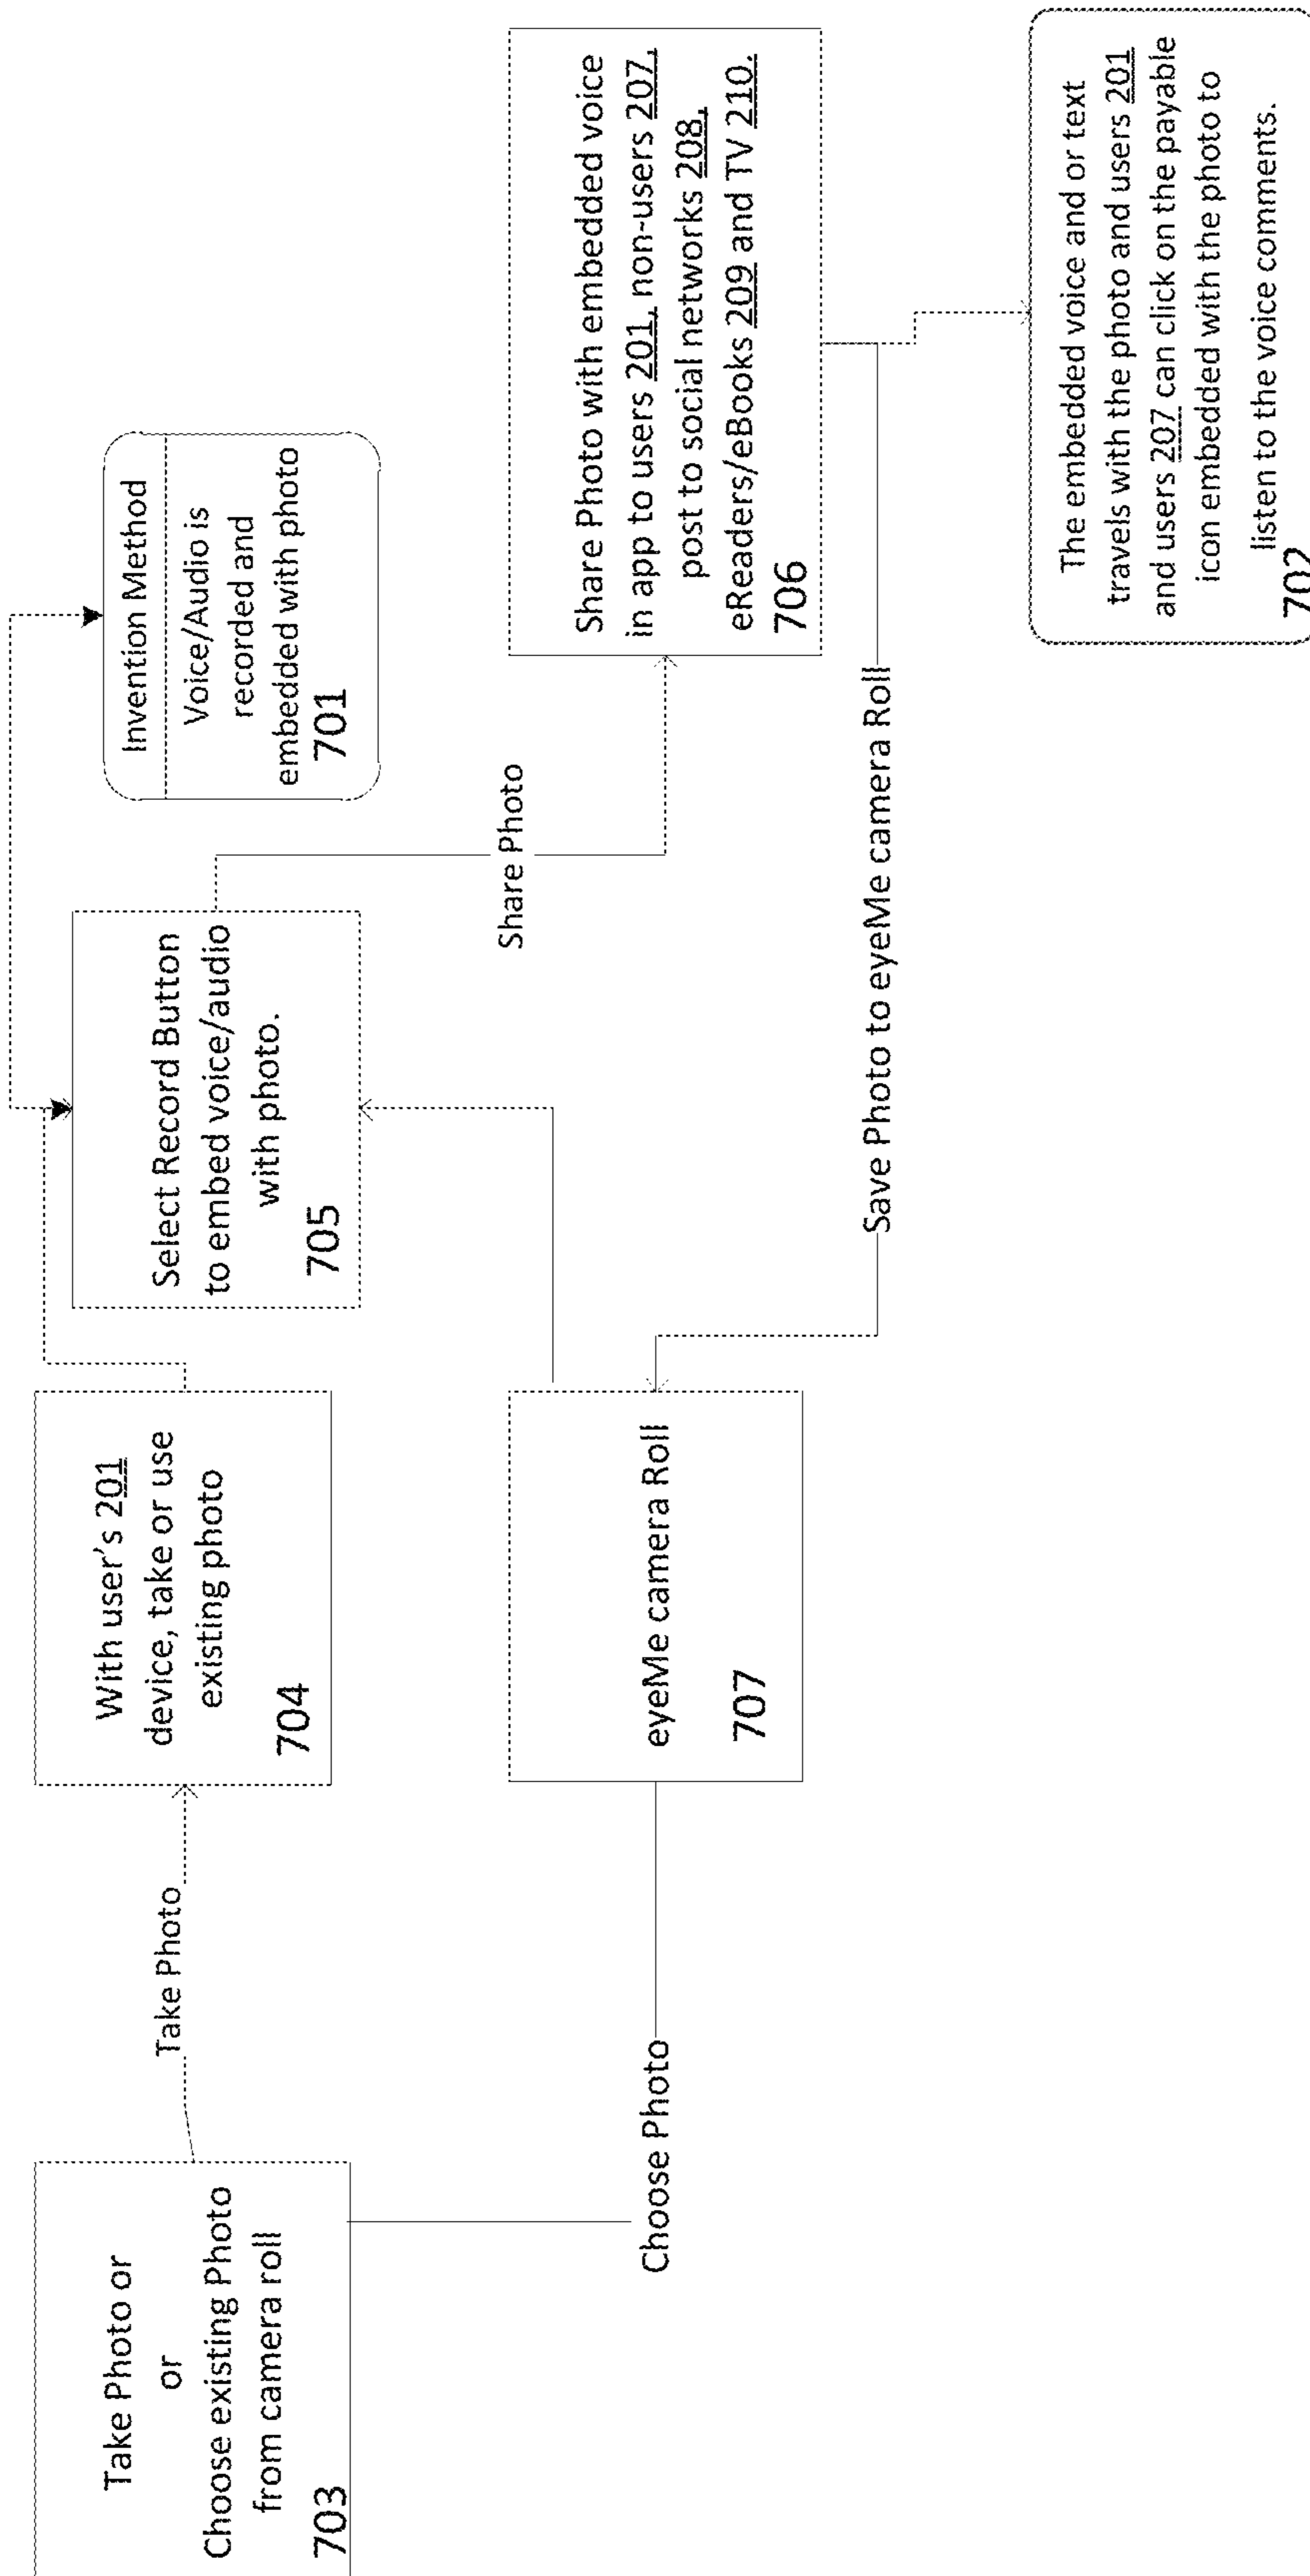 Take Photo or
or
Choose existing Photo
from camera roll
703
Take Photo
With user's 201
device, take or use
existing photo
704
Select Record Button
to embed voice/audio
with photo.
705
Invention Method
Voice/Audio is
recorded and
embedded with photo
701
Choose Photo
eyeMe camera Roll
707
Share Photo
Share Photo with embedded voice
in app to users 201, non-users 207,
post to social networks 208,
eReaders/eBooks 209 and TV 210.
706
Save Photo to eyeMe camera Roll
The embedded voice and or text
travels with the photo and users 201
and users 207 can click on the payable
icon embedded with the photo to
listen to the voice comments.
702